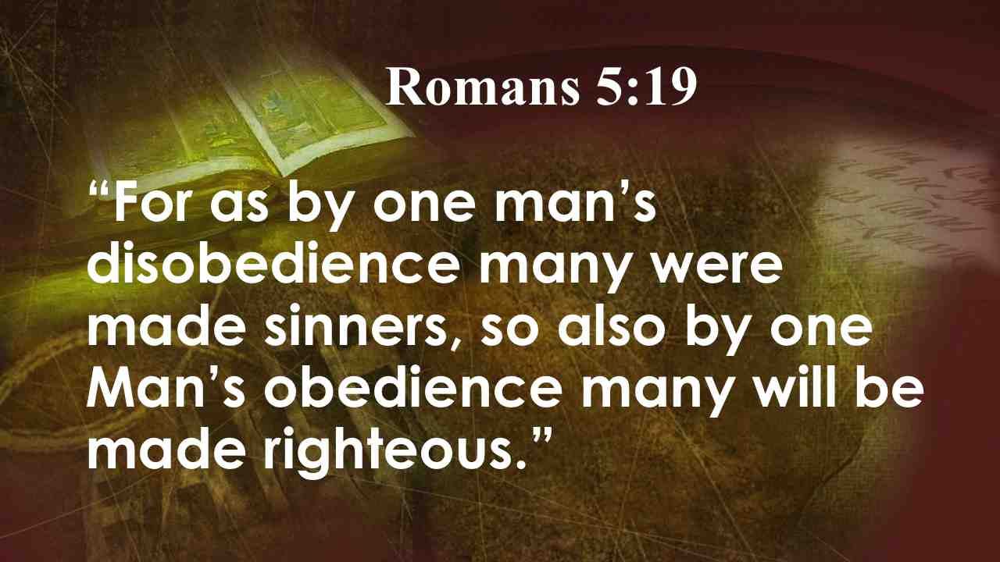 Romans 5:19
“For as by one man’s
disobedience many were
made sinners, so also by one
Man’s obedience many will be
made righteous.”